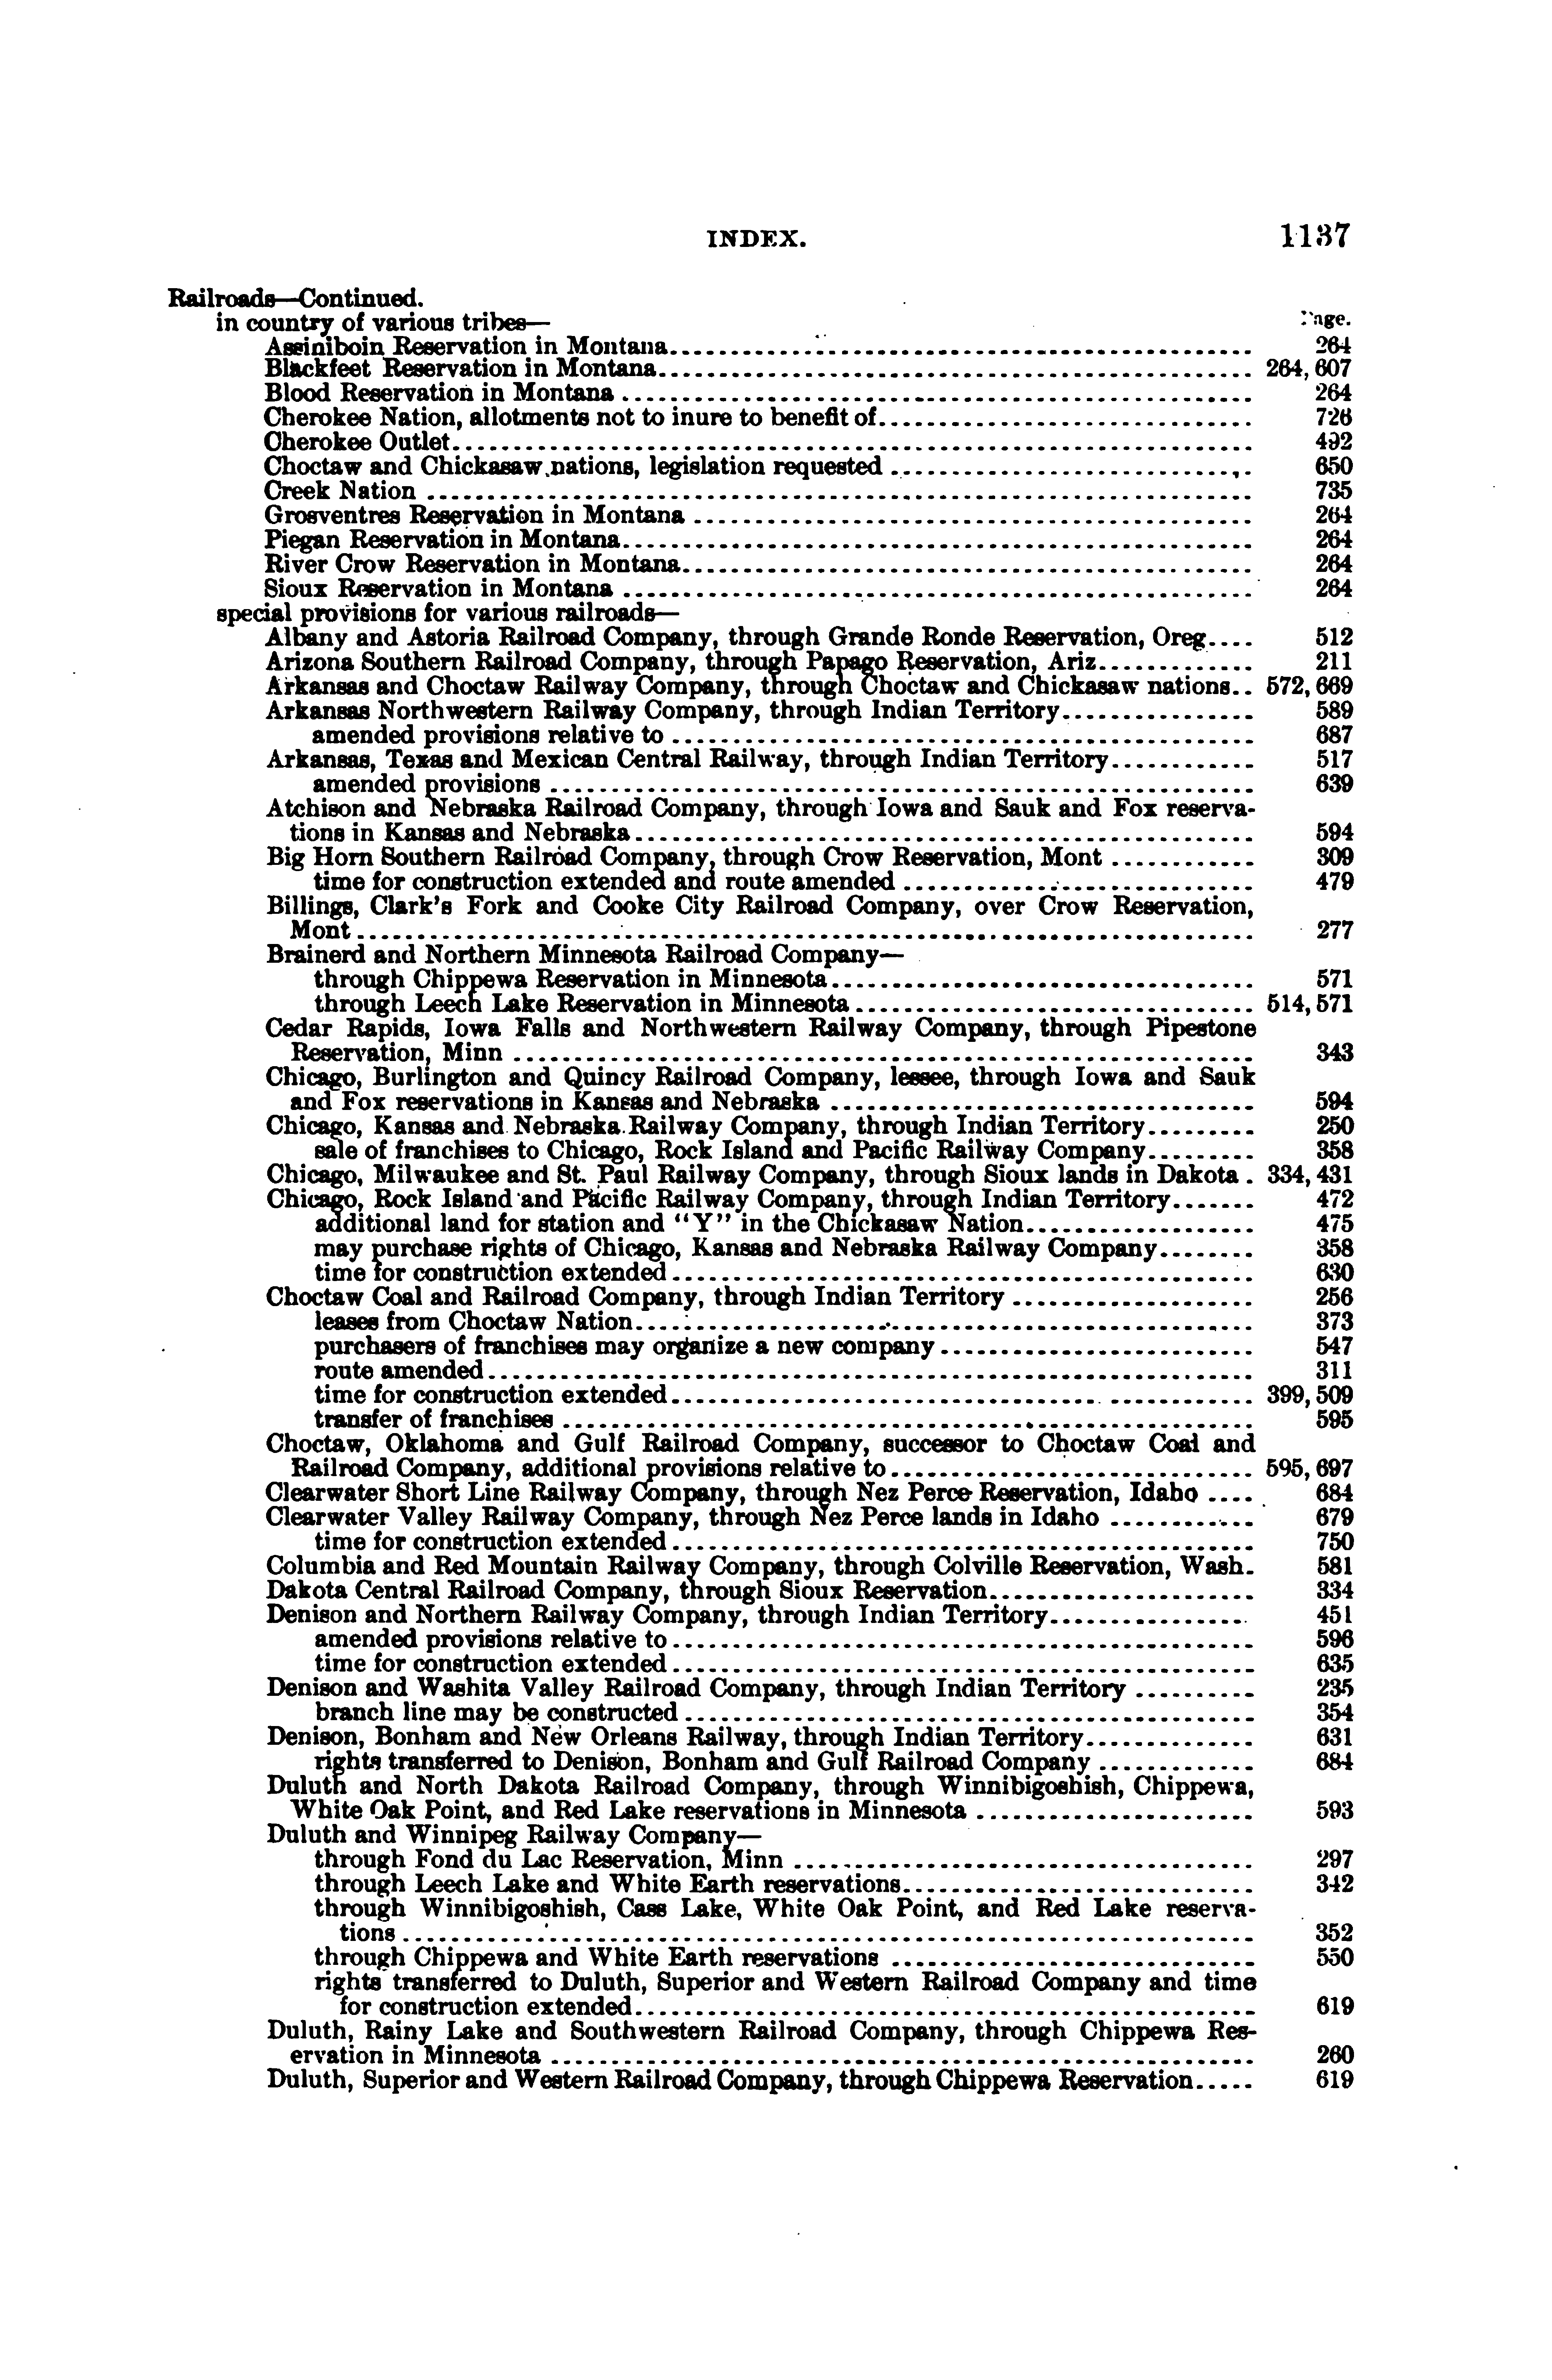 INDEX. 1137
Railroads—Continued.
in country of various tribes— Page.
Assiniboin Reservation in Montana 264
Blackfeet Reservation in Montana 264, 607
Blood Reservation in Montana 264
Cherokee Nation, allotments not to inure to benefit of 726
Cherokee Outlet 492
Choctaw and Chickasaw nations, legislation requested 650
Creek Nation 735
Grosventres Reservation in Montana 264
Piegan Reservation in Montana 264
River Crow Reservation in Montana 264
Sioux Reservation in Montana 264
special provisions for various railroads—
Albany and Astoria Railroad Company, through Grande Ronde Reservation, Oreg 512
Arizona Southern Railroad Company, through Papago Reservation, Ariz 211
Arkansas and Choctaw Railway Company, through Choctaw and Chickasaw nations 572, 669
Arkansas Northwestern Railway Company, through Indian Territory 589
amended provisions relative to 687
Arkansas, Texas and Mexican Central Railway, through Indian Territory 517
amended provisions 639
Atchison and Nebraska Railroad Company, through Iowa and Sauk and Fox reserva-
tions in Kansas and Nebraska 594
Big Horn Southern Railroad Company, through Crow Reservation, Mont 309
time for construction extended and route amended 479
Billings, Clark's Fork and Cooke City Railroad Company, over Crow Reservation,
Mont 277
Brainerd and Northern Minnesota Railroad Company—
through Chippewa Reservation in Minnesota 571
through Leech Lake Reservation in Minnesota 514, 571
Cedar Rapids, Iowa Falls and Northwestern Railway Company, through Pipestone
Reservation, Minn 343
Chicago, Burlington and Quincy Railroad Company, lessee, through Iowa and Sauk
and Fox reservations in Kansas and Nebraska 594
Chicago, Kansas and Nebraska Railway Company, through Indian Territory 250
sale of franchises to Chicago, Rock Island and Pacific Railway Company 358
Chicago, Milwaukee and St. Paul Railway Company, through Sioux lands in Dakota 334, 431
Chicago, Rock Island and Pacific Railway Company, through Indian Territory 472
additional land for station and "Y" in the Chickasaw Nation 475
may purchase rights of Chicago, Kansas and Nebraska Railway Company 358
time for construction extended 630
Choctaw Coal and Railroad Company, through Indian Territory 256
leases from Choctaw Nation 373
purchasers of franchises may organize a new company 547
route amended 311
time for construction extended 399, 509
transfer of franchises 595
Choctaw, Oklahoma and Gulf Railroad Company, successor to Choctaw Coal and
Railroad Company, additional provisions relative to 595, 697
Clearwater Short Line Railway Company, through Nez Perce Reservation, Idaho 684
Clearwater Valley Railway Company, through Nez Perce lands in Idaho 679
time for construction extended 750
Columbia and Red Mountain Railway Company, through Colville Reservation, Wash. 581
Dakota Central Railroad Company, through Sioux Reservation 334
Denison and Northern Railway Company, through Indian Territory 451
amended provisions relative to 596
time for construction extended 635
Denison and Washita Valley Railroad Company, through Indian Territory 235
branch line may be constructed 354
Denison, Bonham and New Orleans Railway, through Indian Territory 631
rights transferred to Denison, Bonham and Gulf Railroad Company 684
Duluth and North Dakota Railroad Company, through Winnibigoshish, Chippewa,
White Oak Point, and Red Lake reservations in Minnesota 593
Duluth and Winnipeg Railway Company—
through Fond du Lac Reservation, Minn 297
through Leech Lake and White Earth reservations 342
through Winnibigoshish, Cass Lake, White Oak Point, and Red Lake reserva-
tions 352
through Chippewa and White Earth reservations 550
rights transferred to Duluth, Superior and Western Railroad Company and time
for construction extended 619
Duluth, Rainy Lake and Southwestern Railroad Company, through Chippewa Res-
ervation in Minnesota 260
Duluth, Superior and Western Railroad Company, through Chippewa Reservation 619